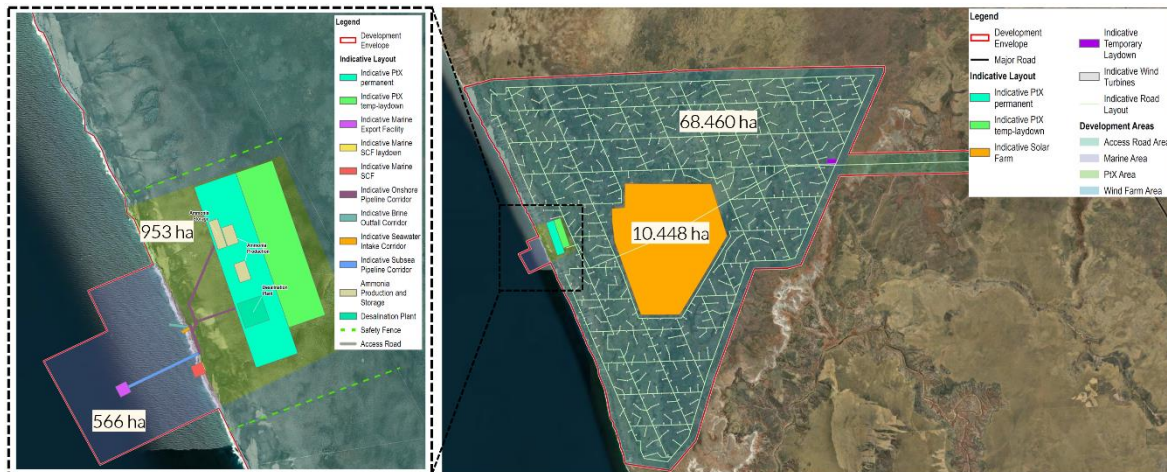 Legend
Development
Envelope
Indicative Layout
Indicative PtX
permanent
Indicative PtX
temp-laydown
Indicative Marine
Export Facility
Indicative Marine
SCF laydown
Indicative Marine
SCF
Indicative Onshore
Pipeline Corridor
Indicative Brine
Outfall Corridor
Indicative Seawater
Intake Corridor
Indicative Subsea
Pipeline Corridor
Ammonia
Production and
Storage
Desalination Plant
Safety Fence
Access Road
953 ha
Ammonia
Ammonia
Production
Desalination
Plant
566 ha
68.460 ha
10.448 ha
Legend
Development
Envelope
Major Road
Indicative Layout
Indicative PtX
permanent
Indicative PtX
temp-laydown
Indicative Solar
Farm
Indicative
Temporary
Laydown
Indicative Wind
Turbines
Indicative Road
Layout
Development Areas
Access Road Area
Marine Area
PtX Area
Wind Farm Area